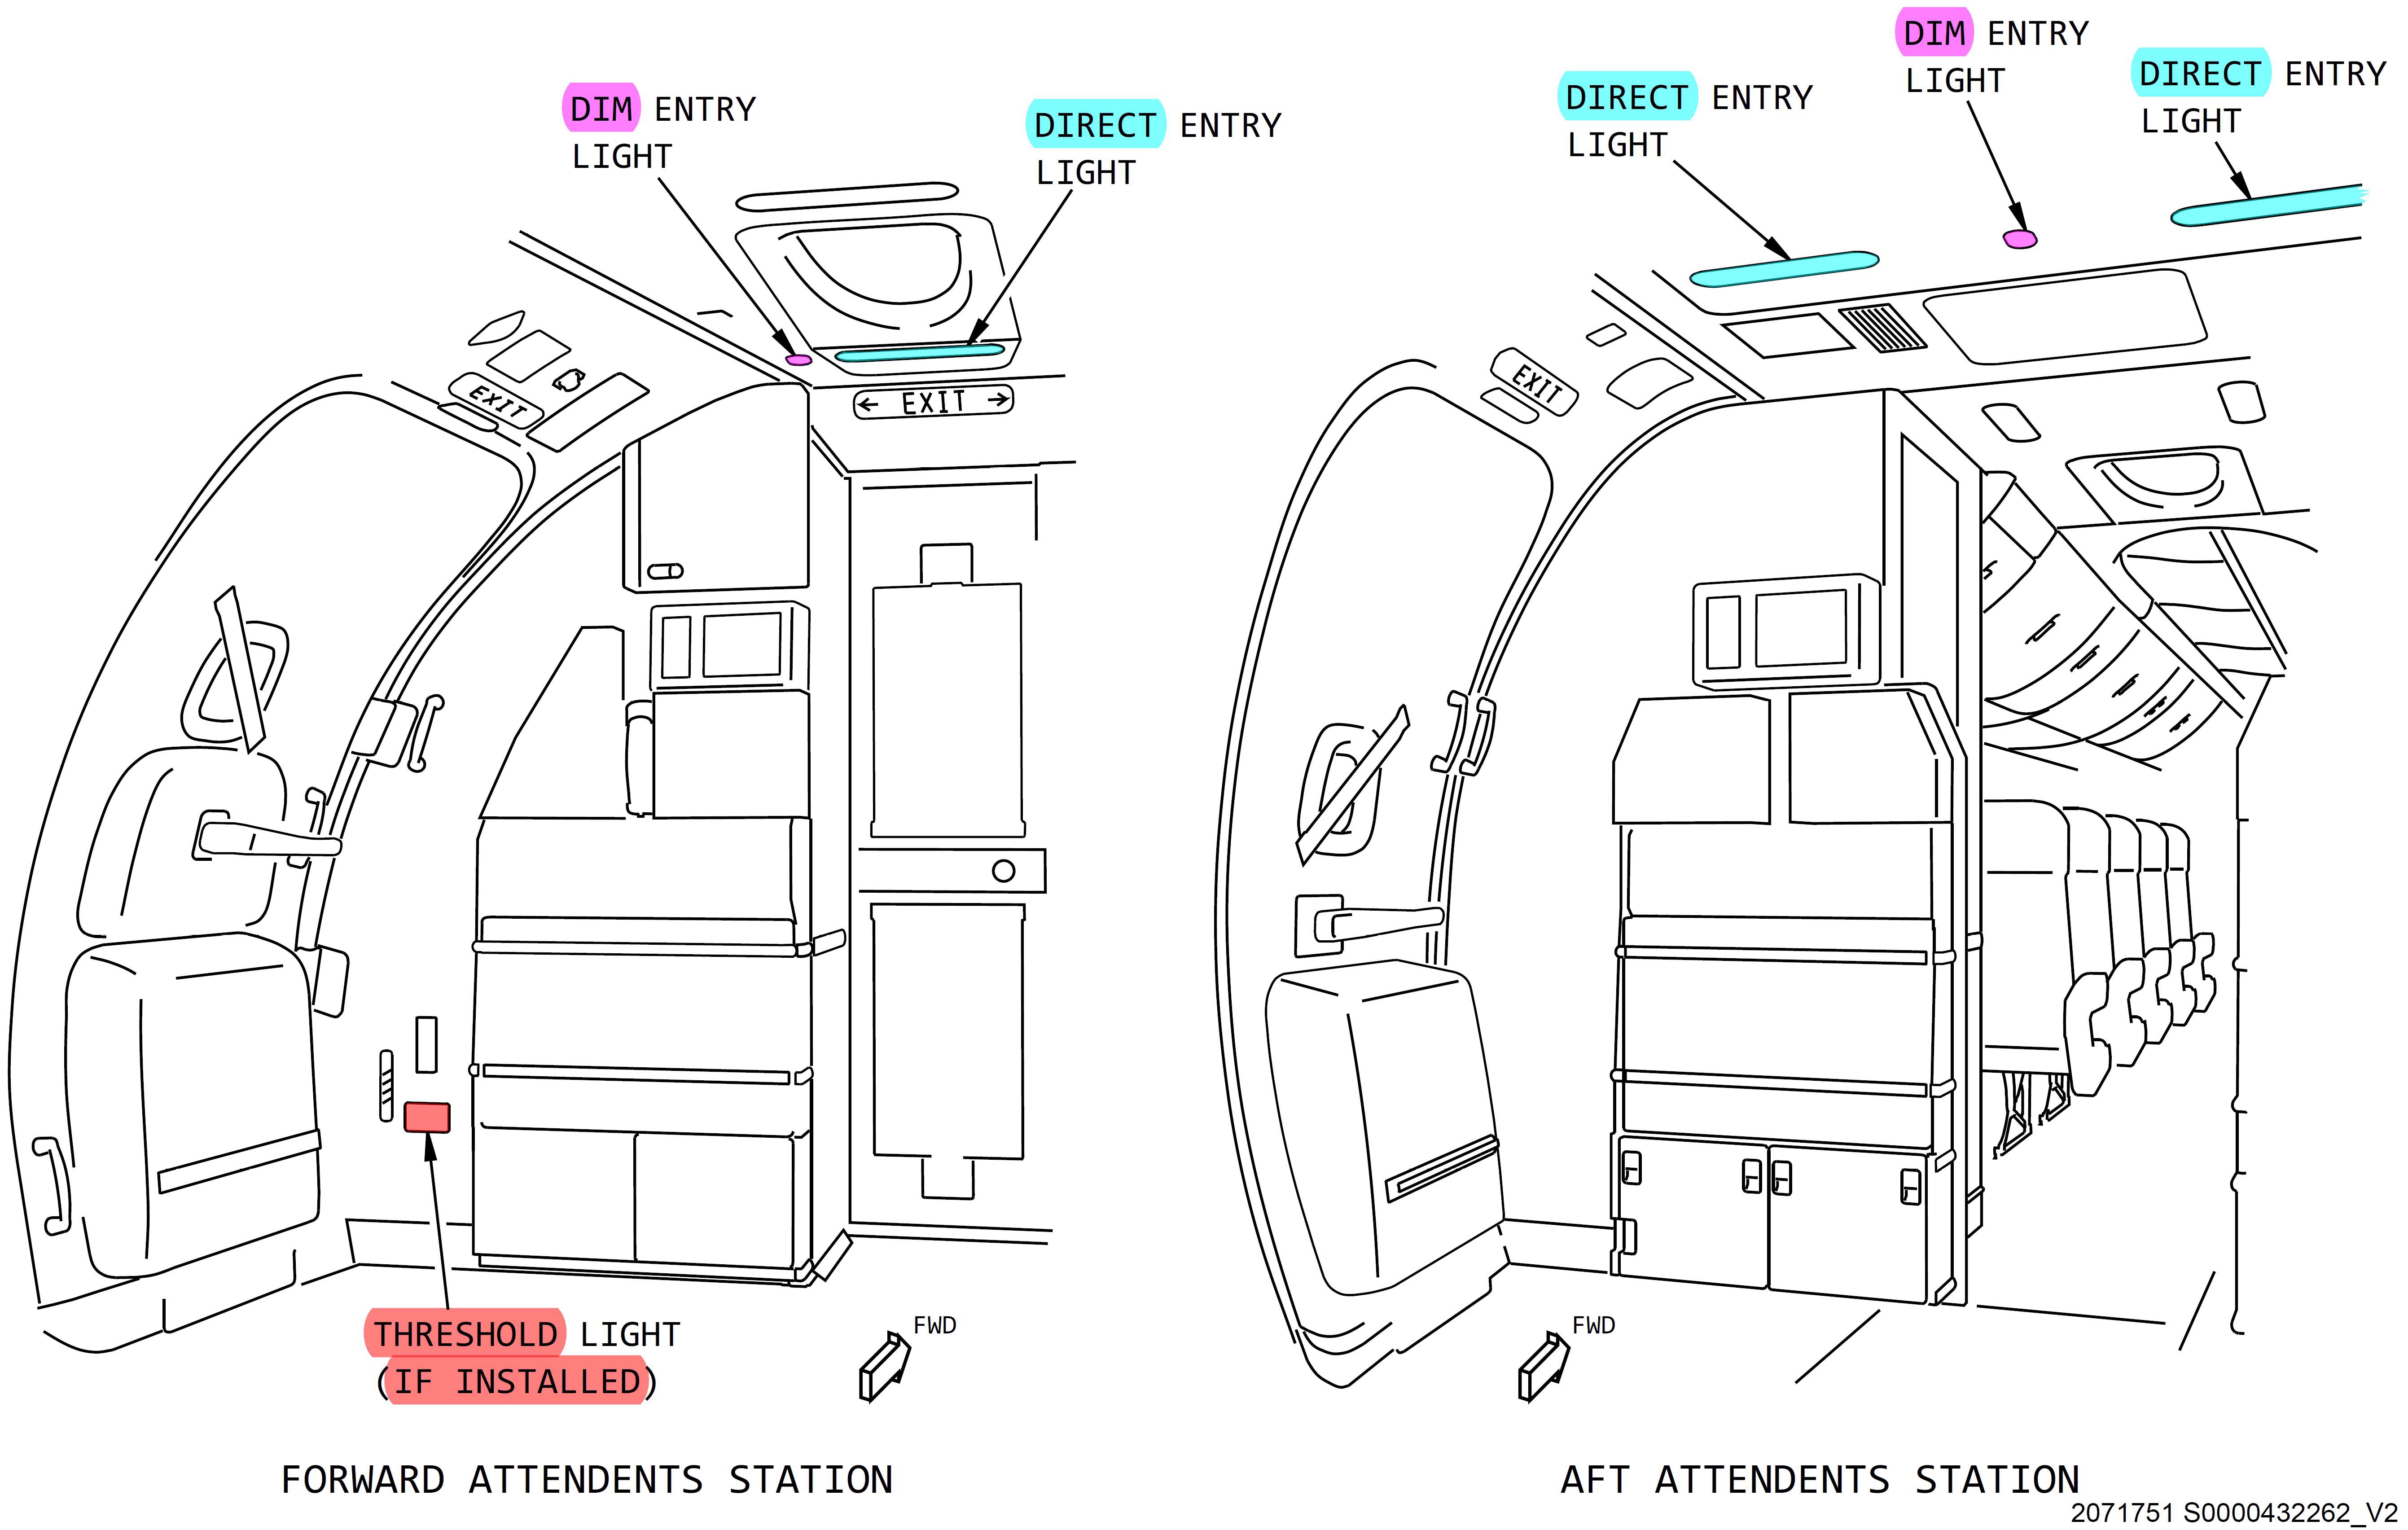 DIM ENTRY
LIGHT
DIRECT ENTRY
LIGHT
EXIT
← EXIT →
THRESHOLD LIGHT
(IF INSTALLED)
FWD
FORWARD ATTENDENTS STATION
DIRECT ENTRY
LIGHT
DIM ENTRY
LIGHT
DIRECT ENTRY
LIGHT
EXIT
FWD
AFT ATTENDENTS STATION
2071751 S0000432262_V2